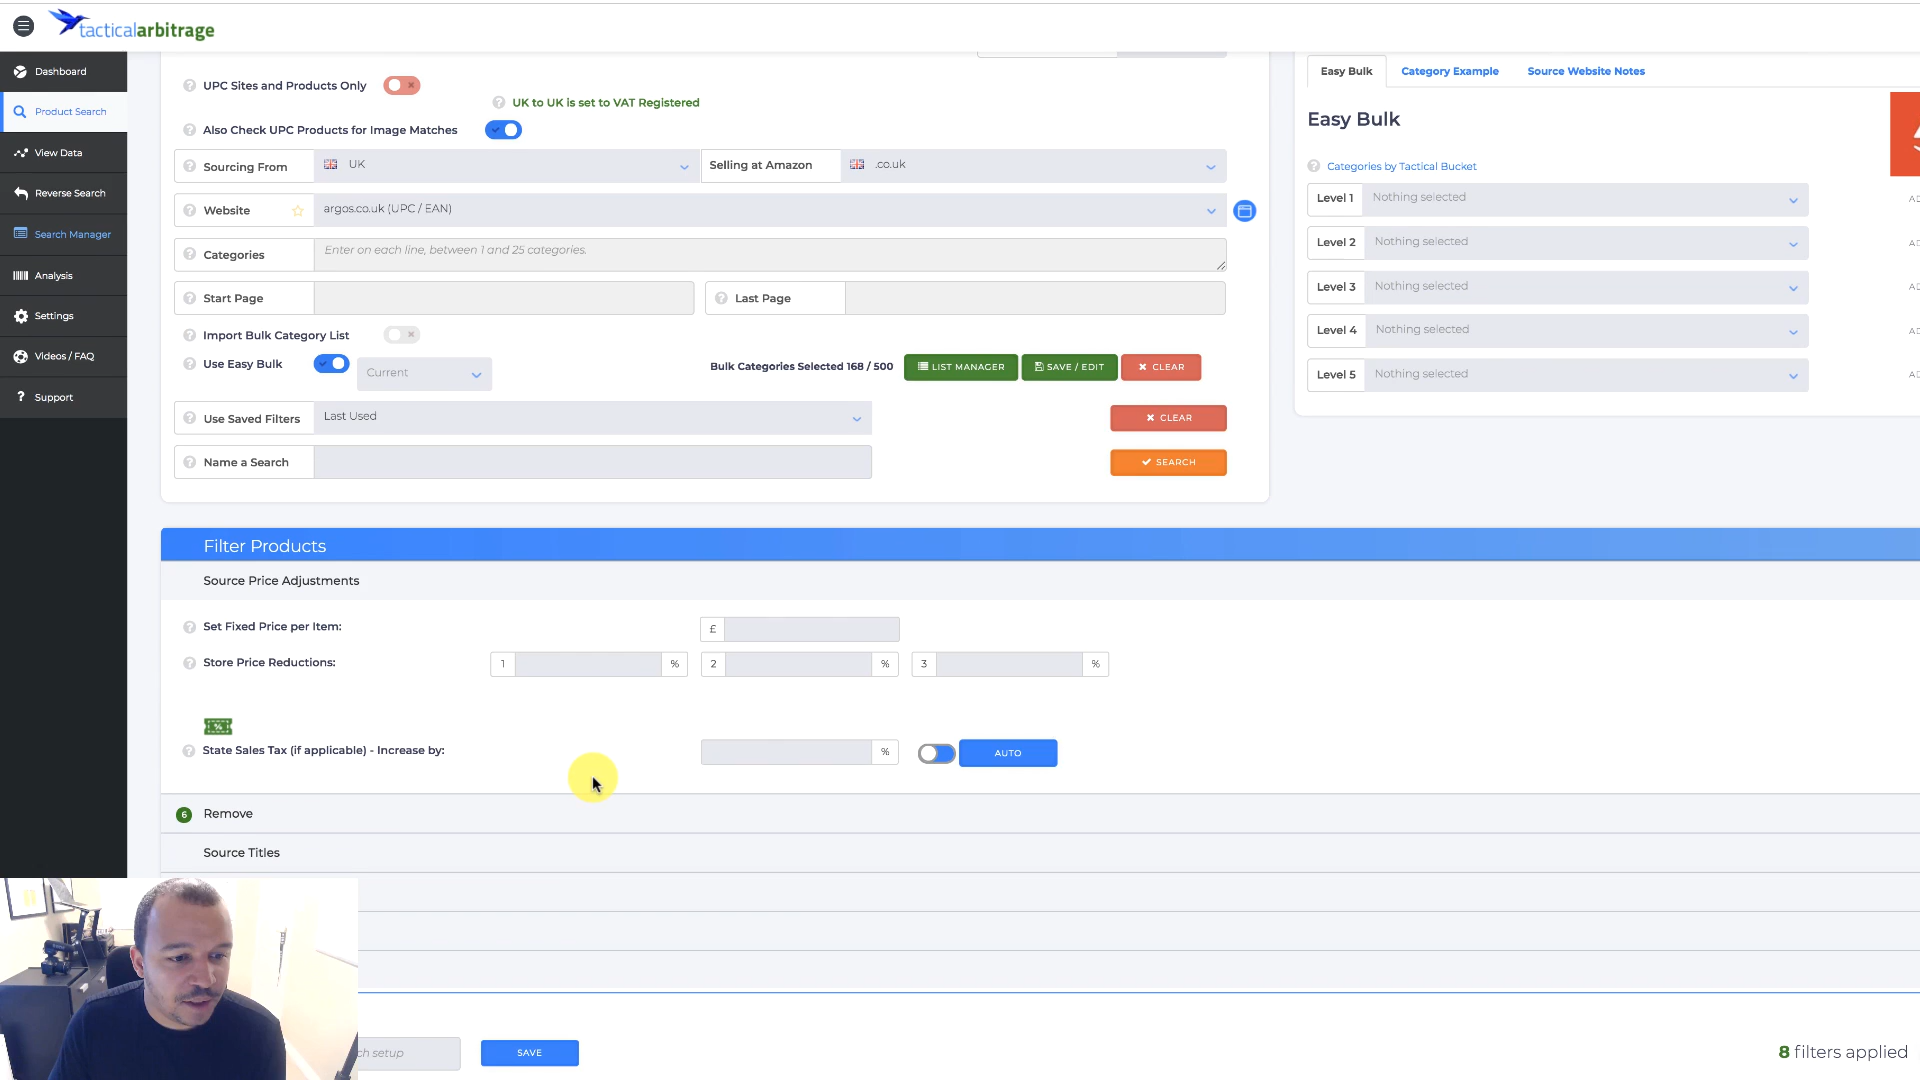 tacticalarbitrage
Dashboard
Product Search
View Data
Reverse Search
Search Manager
Analysis
Settings
Videos / FAQ
Support
UPC Sites and Products Only
UK to UK is set to VAT Registered
Also Check UPC Products for Image Matches
Sourcing From UK Selling at Amazon .co.uk
Website argos.co.uk (UPC / EAN)
Categories Enter on each line, between 1 and 25 categories.
Start Page Last Page
Import Bulk Category List
Use Easy Bulk Current Bulk Categories Selected 168 / 500 LIST MANAGER SAVE / EDIT CLEAR
Use Saved Filters Last Used CLEAR
Name a Search SEARCH
Easy Bulk Category Example Source Website Notes
Easy Bulk
Categories by Tactical Bucket
Level 1 Nothing selected
Level 2 Nothing selected
Level 3 Nothing selected
Level 4 Nothing selected
Level 5 Nothing selected
Filter Products
Source Price Adjustments
Set Fixed Price per Item: £
Store Price Reductions: 1 % 2 % 3 %
State Sales Tax (if applicable) - Increase by: % AUTO
6 Remove
Source Titles
setup SAVE
8 filters applied